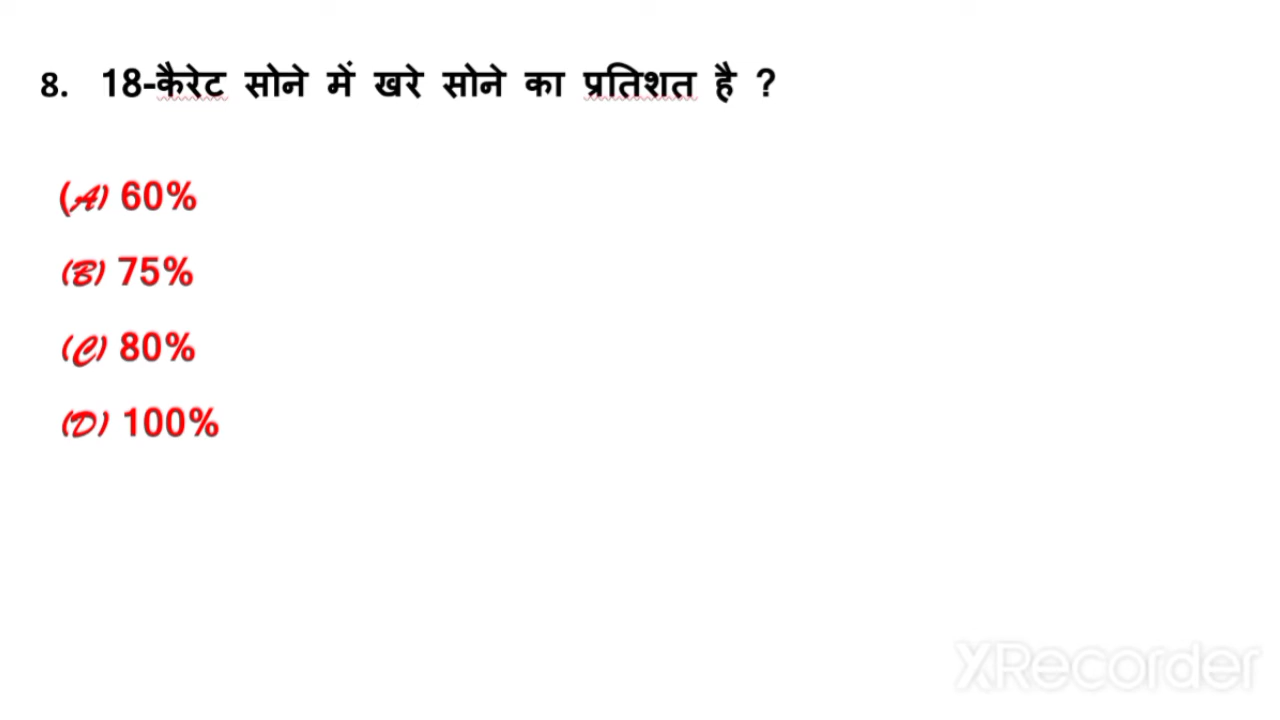 8. 18-कैरेट सोने में खरे सोने का प्रतिशत है ?
(A) 60%
(B) 75%
(C) 80%
(D) 100%
XRecorder